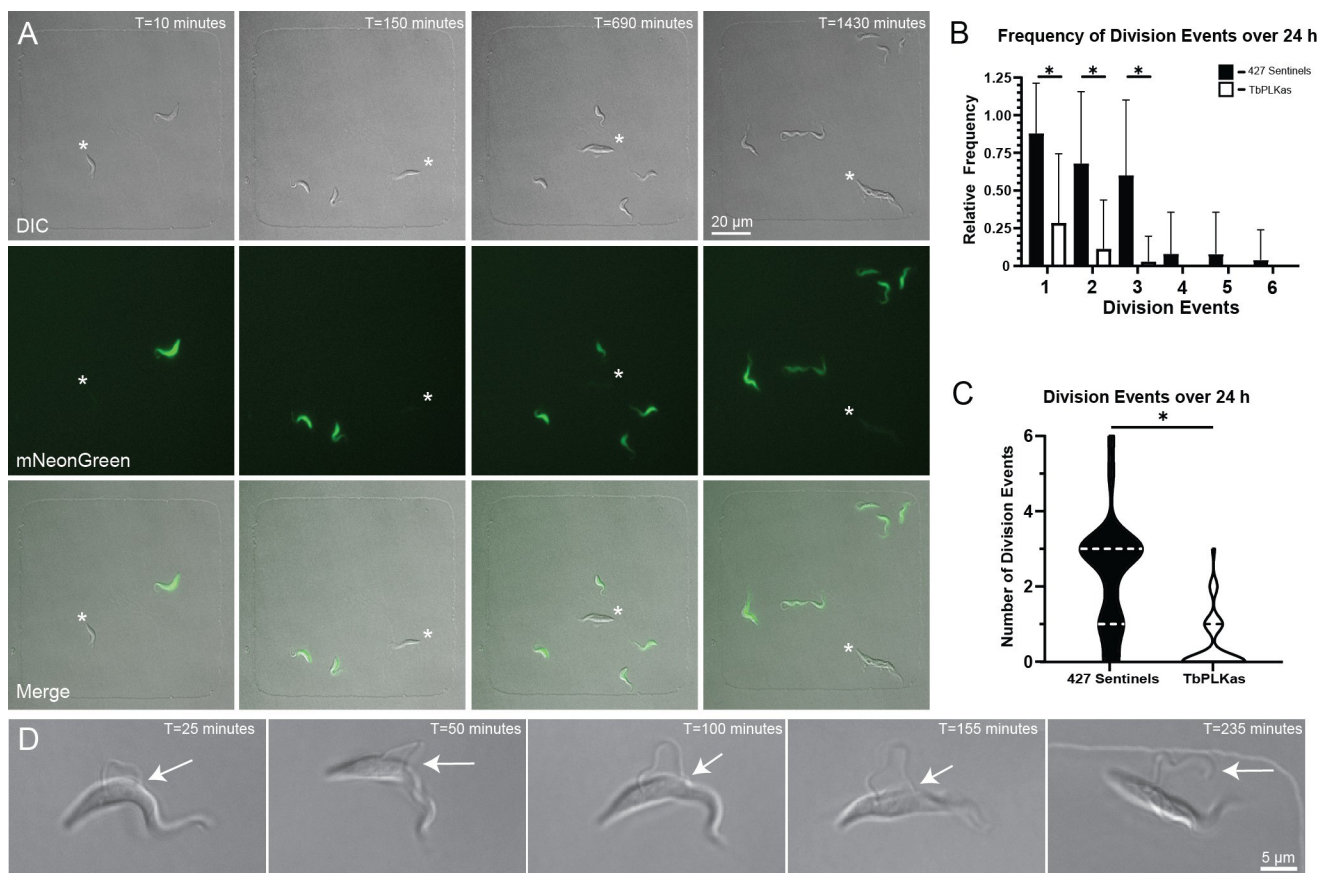 A
T=10 minutes
T=150 minutes
T=690 minutes
T=1430 minutes
*
*
*
*
DIC
20 µm
*
*
*
*
mNeonGreen
*
*
*
*
Merge
B
Frequency of Division Events over 24 h
427 Sentinels
TbPLKas
* * *
Relative Frequency
1.25
1.00
0.75
0.50
0.25
0
1 2 3 4 5 6
Division Events
C
Division Events over 24 h
*
Number of Division Events
6
4
2
0
427 Sentinels TbPLKas
D
T=25 minutes
T=50 minutes
T=100 minutes
T=155 minutes
T=235 minutes
5 µm